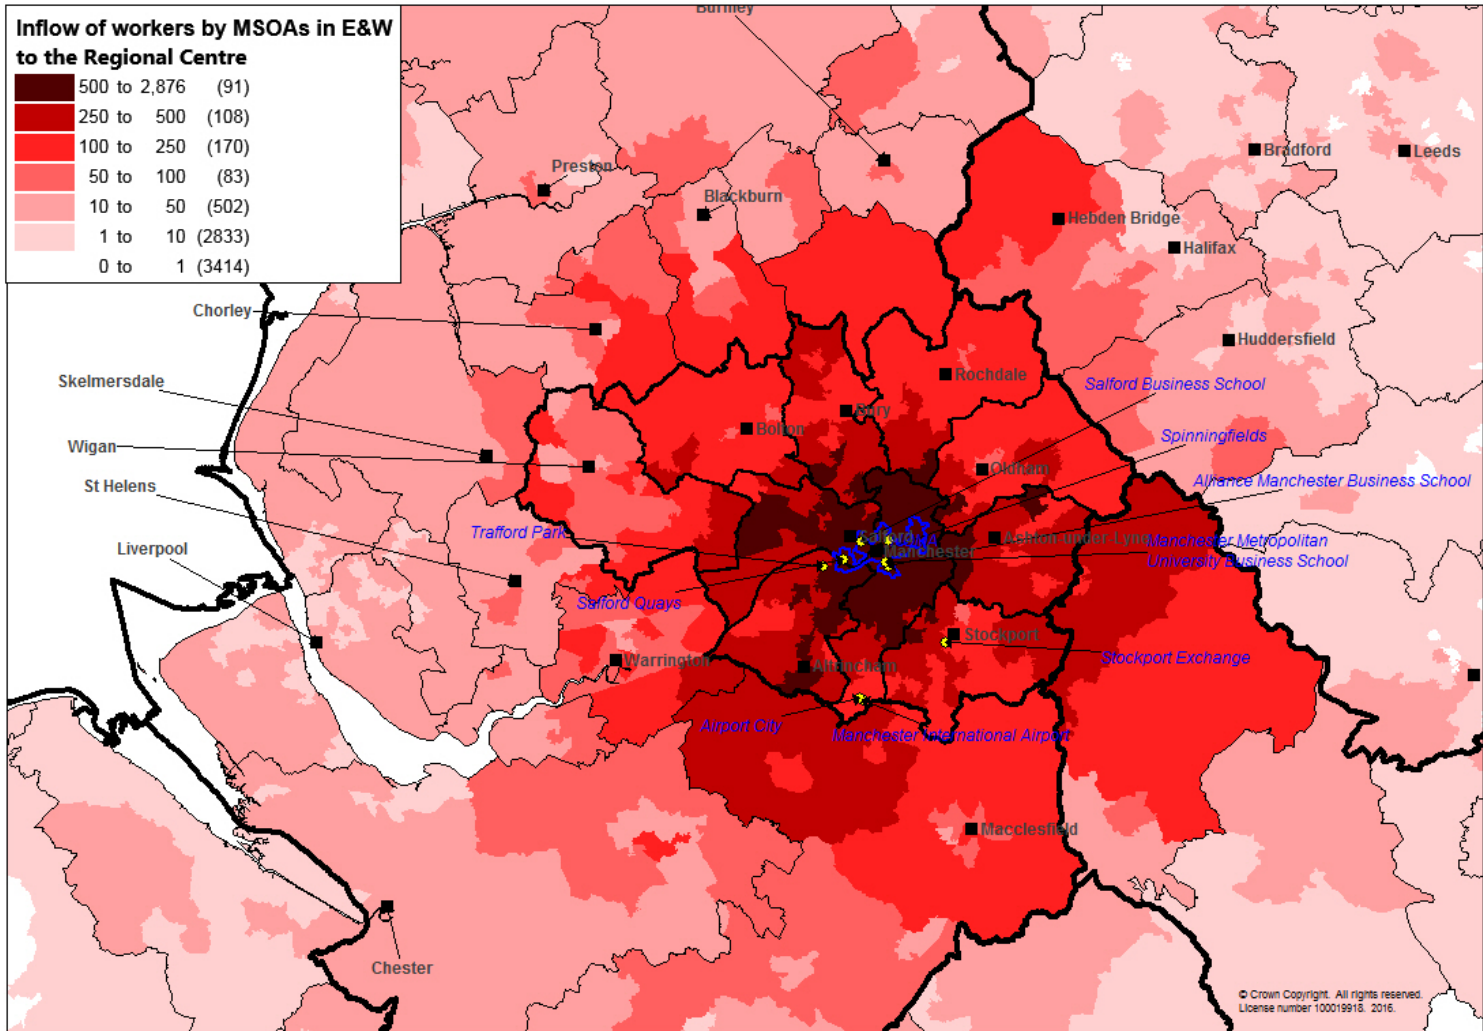 Inflow of workers by MSOAs in E&W
to the Regional Centre
500 to 2,876 (91)
250 to 500 (108)
100 to 250 (170)
50 to 100 (83)
10 to 50 (502)
1 to 10 (2833)
0 to 1 (3414)
Burnley
Preston
Blackburn
Bradford
Leeds
Hebden Bridge
Halifax
Chorley
Huddersfield
Skelmersdale
Rochdale
Salford Business School
Bury
Bolton
Spinningfields
Wigan
Oldham
St Helens
Alliance Manchester Business School
Trafford Park
Salford
Ashton-under-Lyne
Manchester Metropolitan
University Business School
Liverpool
Manchester
Salford Quays
Stockport
Warrington
Altrincham
Stockport Exchange
Airport City
Manchester International Airport
Macclesfield
Chester
© Crown Copyright. All rights reserved.
License number 100019918. 2016.